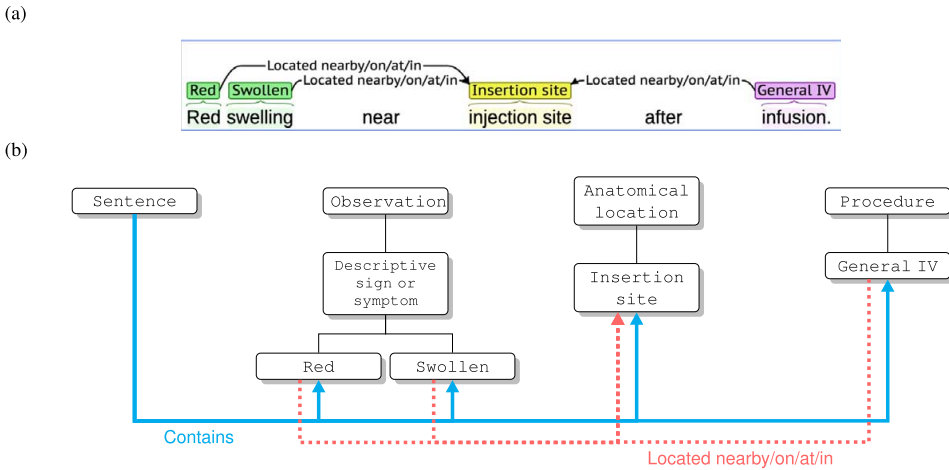 (a)
Located nearby/on/at/in
Located nearby/on/at/in Located nearby/on/at/in
Red Swollen Insertion site General IV
Red swelling near injection site after infusion.
(b)
Sentence Observation Anatomical location Procedure
Descriptive sign or symptom Insertion site General IV
Red Swollen
Contains
Located nearby/on/at/in